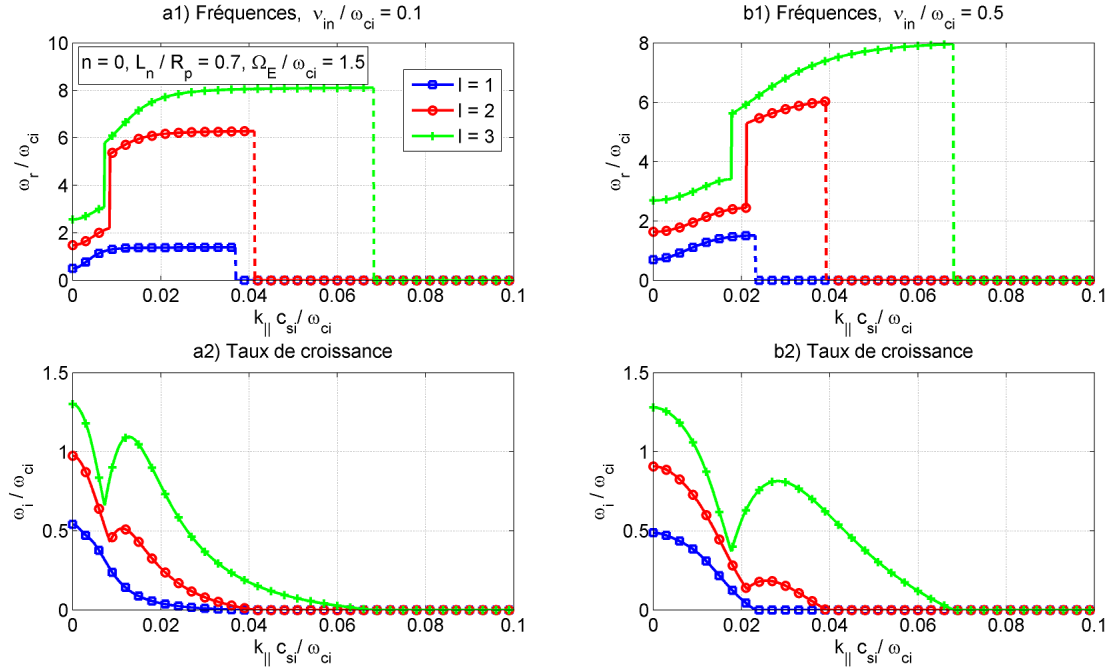 a1) Fréquences, ν_in / ω_ci = 0.1
10
8
6
4
2
0
ω_r / ω_ci
n = 0, L_n / R_p = 0.7, Ω_E / ω_ci = 1.5
l = 1
l = 2
l = 3
0 0.02 0.04 0.06 0.08 0.1
k_|| c_si / ω_ci
b1) Fréquences, ν_in / ω_ci = 0.5
8
6
4
2
0
ω_r / ω_ci
0 0.02 0.04 0.06 0.08 0.1
k_|| c_si / ω_ci
a2) Taux de croissance
1.5
1
0.5
0
ω_i / ω_ci
0 0.02 0.04 0.06 0.08 0.1
k_|| c_si / ω_ci
b2) Taux de croissance
1.5
1
0.5
0
ω_i / ω_ci
0 0.02 0.04 0.06 0.08 0.1
k_|| c_si / ω_ci